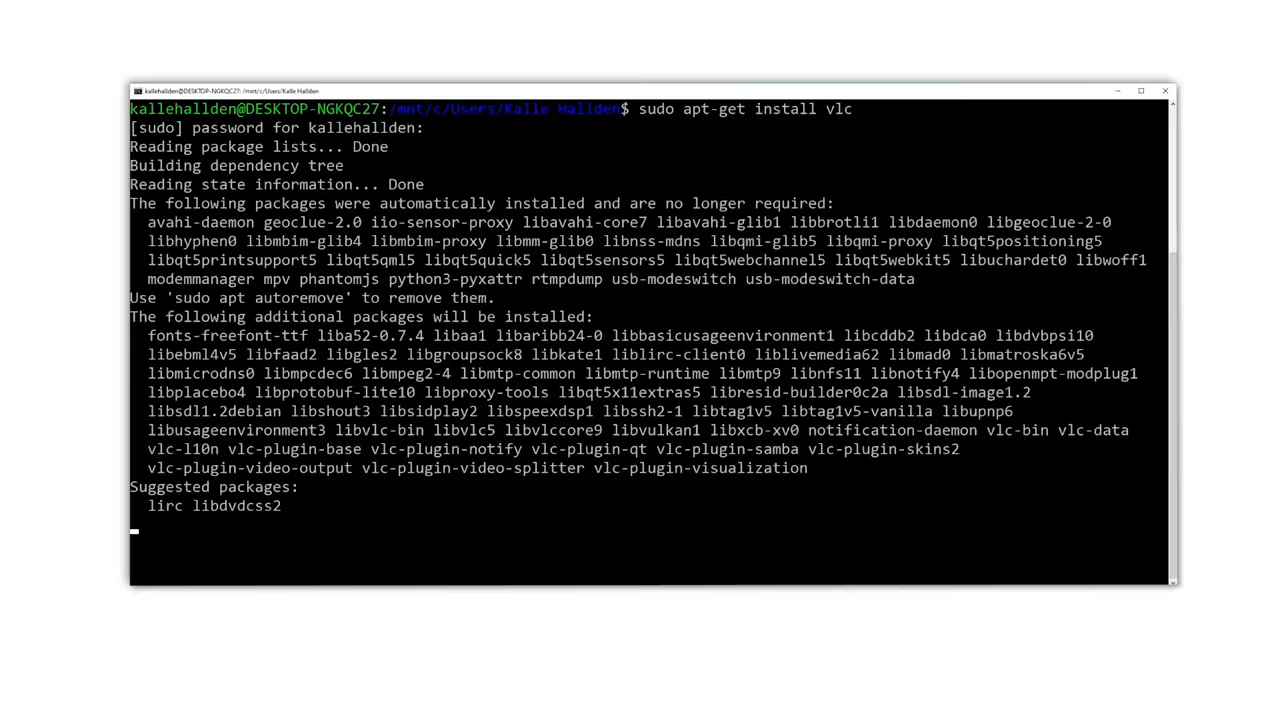 kallehallden@DESKTOP-NGKQC27: /mnt/c/Users/Kalle Hallden
kallehallden@DESKTOP-NGKQC27:/mnt/c/Users/Kalle Hallden$ sudo apt-get install vlc
[sudo] password for kallehallden:
Reading package lists... Done
Building dependency tree
Reading state information... Done
The following packages were automatically installed and are no longer required:
avahi-daemon geoclue-2.0 iio-sensor-proxy libavahi-core7 libavahi-glib1 libbrotli1 libdaemon0 libgeoclue-2-0
libhyphen0 libmbim-glib4 libmbim-proxy libmm-glib0 libnss-mdns libqmi-glib5 libqmi-proxy libqt5positioning5
libqt5printsupport5 libqt5qml5 libqt5quick5 libqt5sensors5 libqt5webchannel5 libqt5webkit5 libuchardet0 libwoff1
modemmanager mpv phantomjs python3-pyxattr rtmpdump usb-modeswitch usb-modeswitch-data
Use 'sudo apt autoremove' to remove them.
The following additional packages will be installed:
fonts-freefont-ttf liba52-0.7.4 libaa1 libaribb24-0 libbasicusageenvironment1 libcddb2 libdca0 libdvbpsi10
libebml4v5 libfaad2 libgles2 libgroupsock8 libkate1 liblirc-client0 liblivemedia62 libmad0 libmatroska6v5
libmicrodns0 libmpcdec6 libmpeg2-4 libmtp-common libmtp-runtime libmtp9 libnfs11 libnotify4 libopenmpt-modplug1
libplacebo4 libprotobuf-lite10 libproxy-tools libqt5x11extras5 libresid-builder0c2a libsdl-image1.2
libsdl1.2debian libshout3 libsidplay2 libspeexdsp1 libssh2-1 libtag1v5 libtag1v5-vanilla libupnp6
libusageenvironment3 libvlc-bin libvlc5 libvlccore9 libvulkan1 libxcb-xv0 notification-daemon vlc-bin vlc-data
vlc-l10n vlc-plugin-base vlc-plugin-notify vlc-plugin-qt vlc-plugin-samba vlc-plugin-skins2
vlc-plugin-video-output vlc-plugin-video-splitter vlc-plugin-visualization
Suggested packages:
lirc libdvdcss2